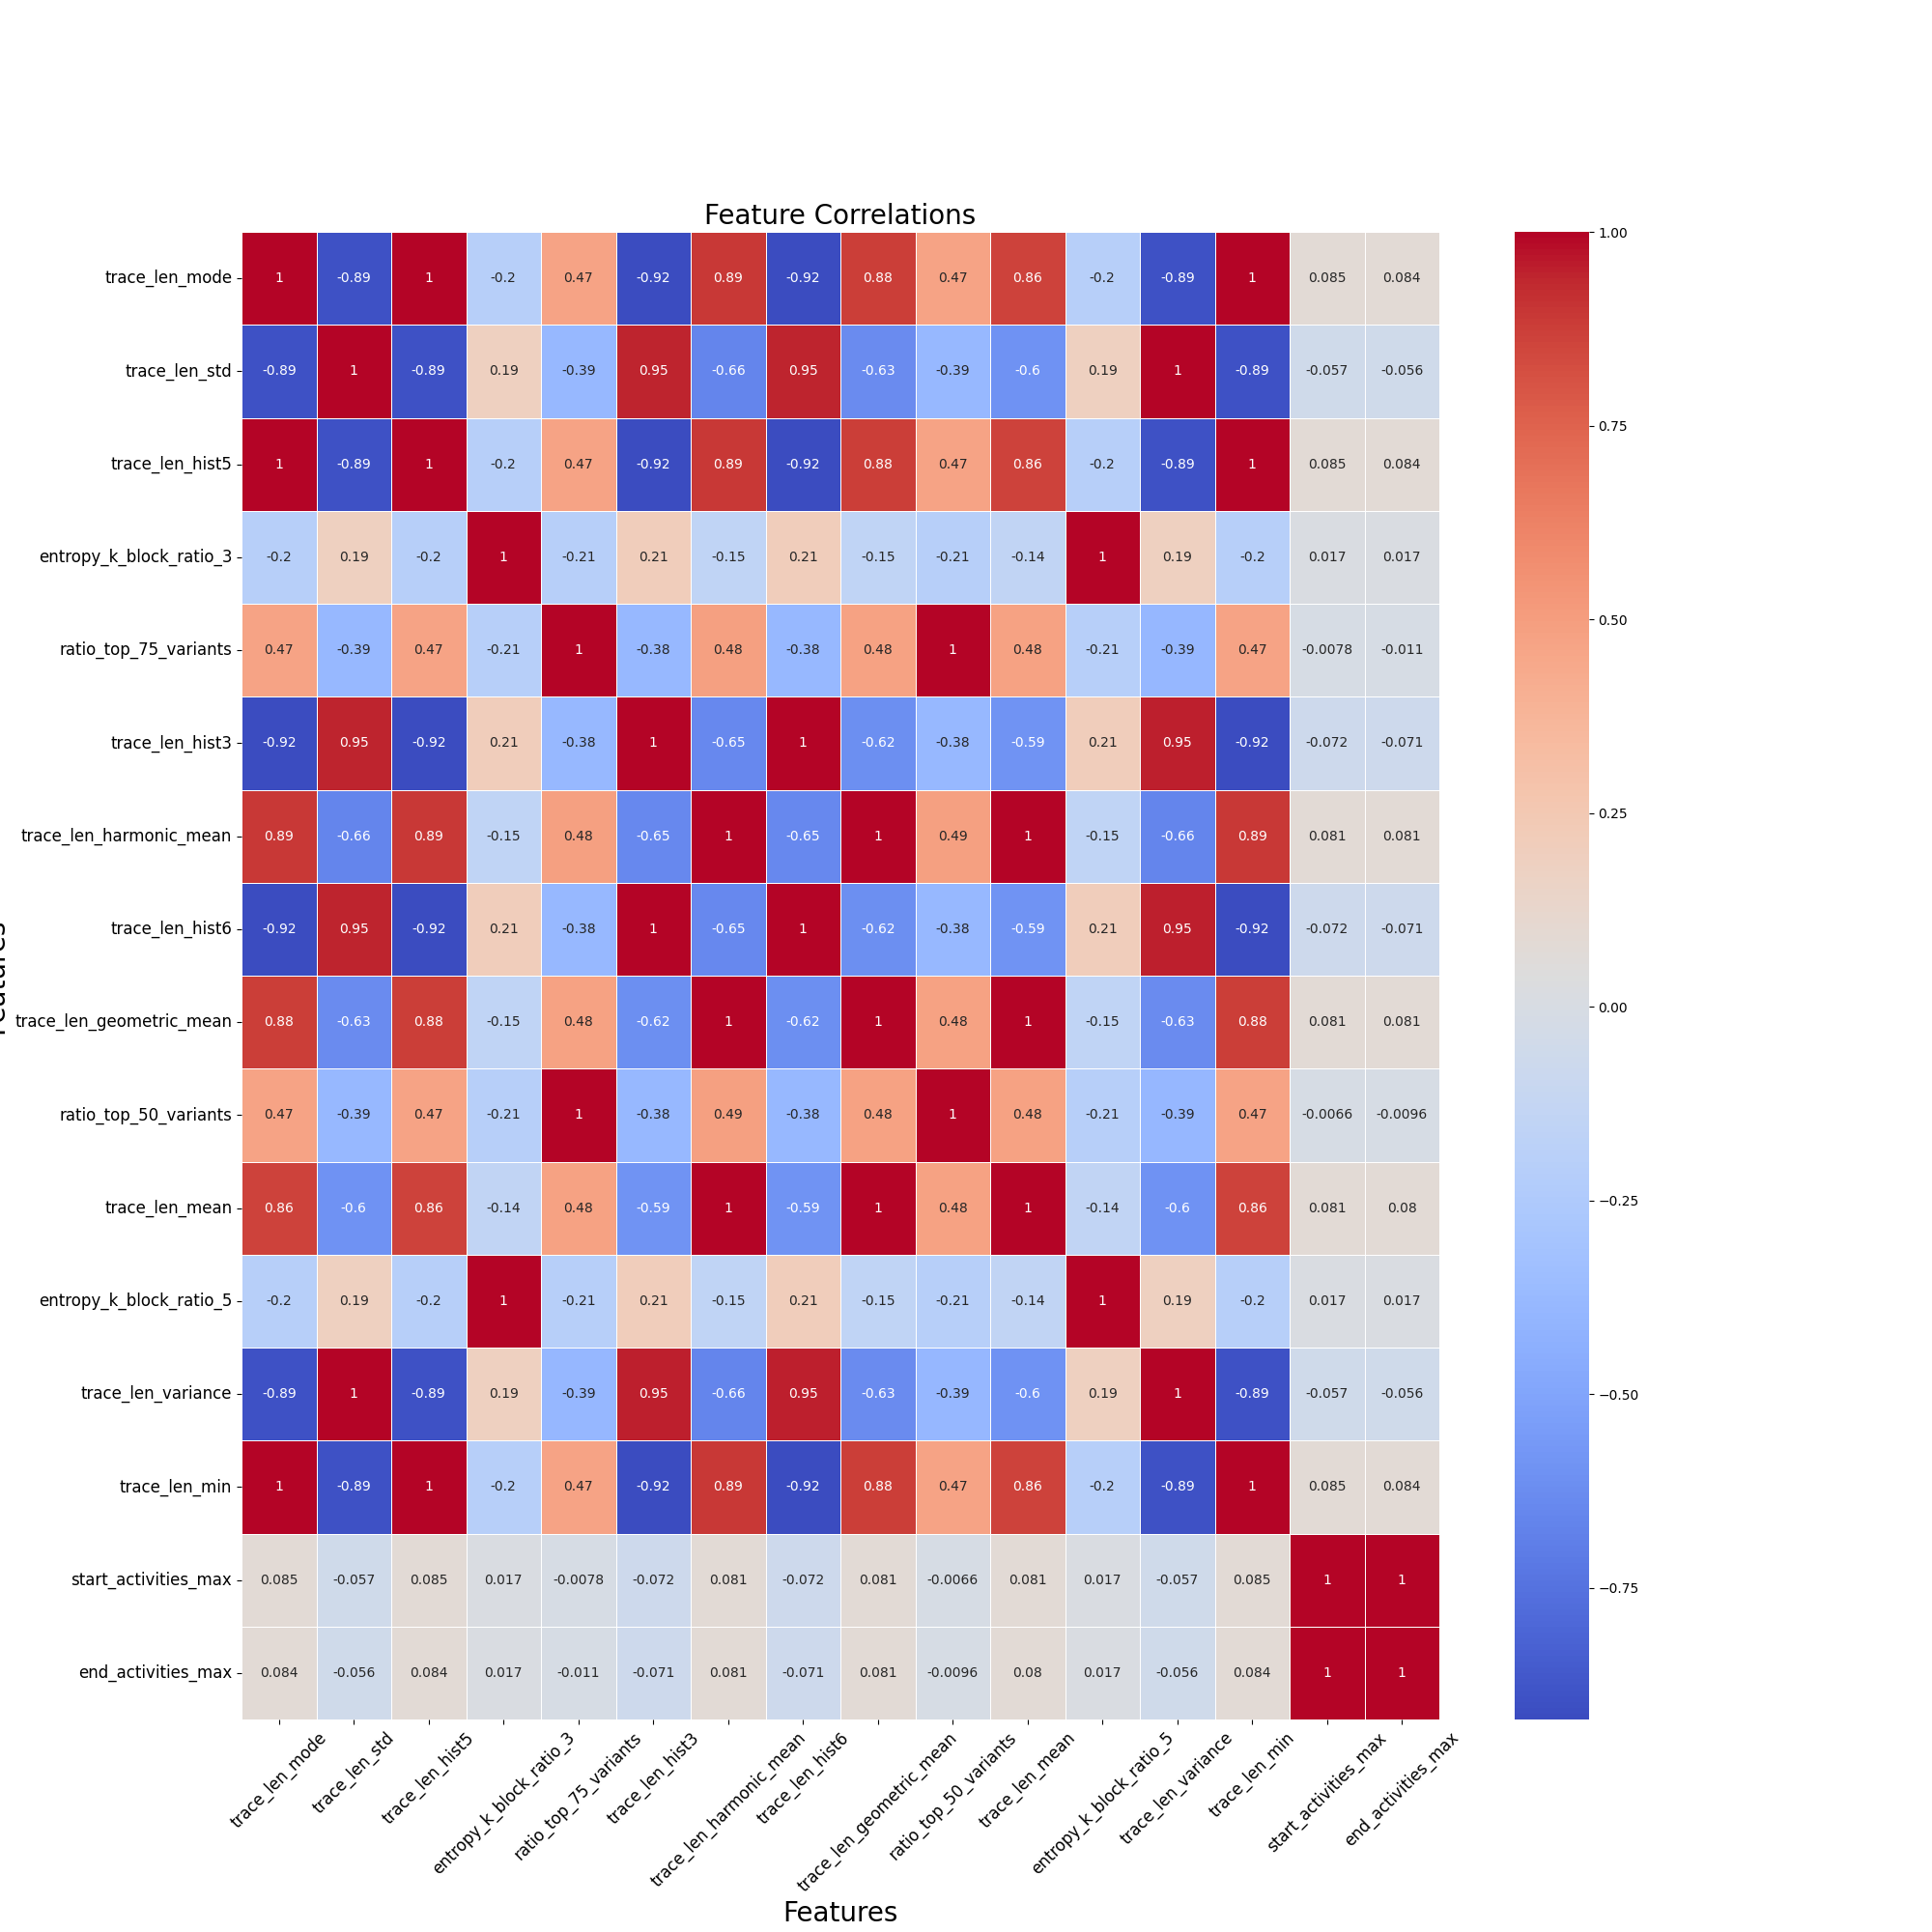 Feature Correlations
trace_len_mode 1 -0.89 1 -0.2 0.47 -0.92 0.89 -0.92 0.88 0.47 0.86 -0.2 -0.89 1 0.085 0.084
trace_len_std -0.89 1 -0.89 0.19 -0.39 0.95 -0.66 0.95 -0.63 -0.39 -0.6 0.19 1 -0.89 -0.057 -0.056
trace_len_hist5 1 -0.89 1 -0.2 0.47 -0.92 0.89 -0.92 0.88 0.47 0.86 -0.2 -0.89 1 0.085 0.084
entropy_k_block_ratio_3 -0.2 0.19 -0.2 1 -0.21 0.21 -0.15 0.21 -0.15 -0.21 -0.14 1 0.19 -0.2 0.017 0.017
ratio_top_75_variants 0.47 -0.39 0.47 -0.21 1 -0.38 0.48 -0.38 0.48 1 0.48 -0.21 -0.39 0.47 -0.0078 -0.011
trace_len_hist3 -0.92 0.95 -0.92 0.21 -0.38 1 -0.65 1 -0.62 -0.38 -0.59 0.21 0.95 -0.92 -0.072 -0.071
trace_len_harmonic_mean 0.89 -0.66 0.89 -0.15 0.48 -0.65 1 -0.65 1 0.49 1 -0.15 -0.66 0.89 0.081 0.081
trace_len_hist6 -0.92 0.95 -0.92 0.21 -0.38 1 -0.65 1 -0.62 -0.38 -0.59 0.21 0.95 -0.92 -0.072 -0.071
trace_len_geometric_mean 0.88 -0.63 0.88 -0.15 0.48 -0.62 1 -0.62 1 0.48 1 -0.15 -0.63 0.88 0.081 0.081
ratio_top_50_variants 0.47 -0.39 0.47 -0.21 1 -0.38 0.49 -0.38 0.48 1 0.48 -0.21 -0.39 0.47 -0.0066 -0.0096
trace_len_mean 0.86 -0.6 0.86 -0.14 0.48 -0.59 1 -0.59 1 0.48 1 -0.14 -0.6 0.86 0.081 0.08
entropy_k_block_ratio_5 -0.2 0.19 -0.2 1 -0.21 0.21 -0.15 0.21 -0.15 -0.21 -0.14 1 0.19 -0.2 0.017 0.017
trace_len_variance -0.89 1 -0.89 0.19 -0.39 0.95 -0.66 0.95 -0.63 -0.39 -0.6 0.19 1 -0.89 -0.057 -0.056
trace_len_min 1 -0.89 1 -0.2 0.47 -0.92 0.89 -0.92 0.88 0.47 0.86 -0.2 -0.89 1 0.085 0.084
start_activities_max 0.085 -0.057 0.085 0.017 -0.0078 -0.072 0.081 -0.072 0.081 -0.0066 0.081 0.017 -0.057 0.085 1 1
end_activities_max 0.084 -0.056 0.084 0.017 -0.011 -0.071 0.081 -0.071 0.081 -0.0096 0.08 0.017 -0.056 0.084 1 1
trace_len_mode
trace_len_std
trace_len_hist5
entropy_k_block_ratio_3
ratio_top_75_variants
trace_len_hist3
trace_len_harmonic_mean
trace_len_hist6
trace_len_geometric_mean
ratio_top_50_variants
trace_len_mean
entropy_k_block_ratio_5
trace_len_variance
trace_len_min
start_activities_max
end_activities_max
Features
1.00
0.75
0.50
0.25
0.00
−0.25
−0.50
−0.75